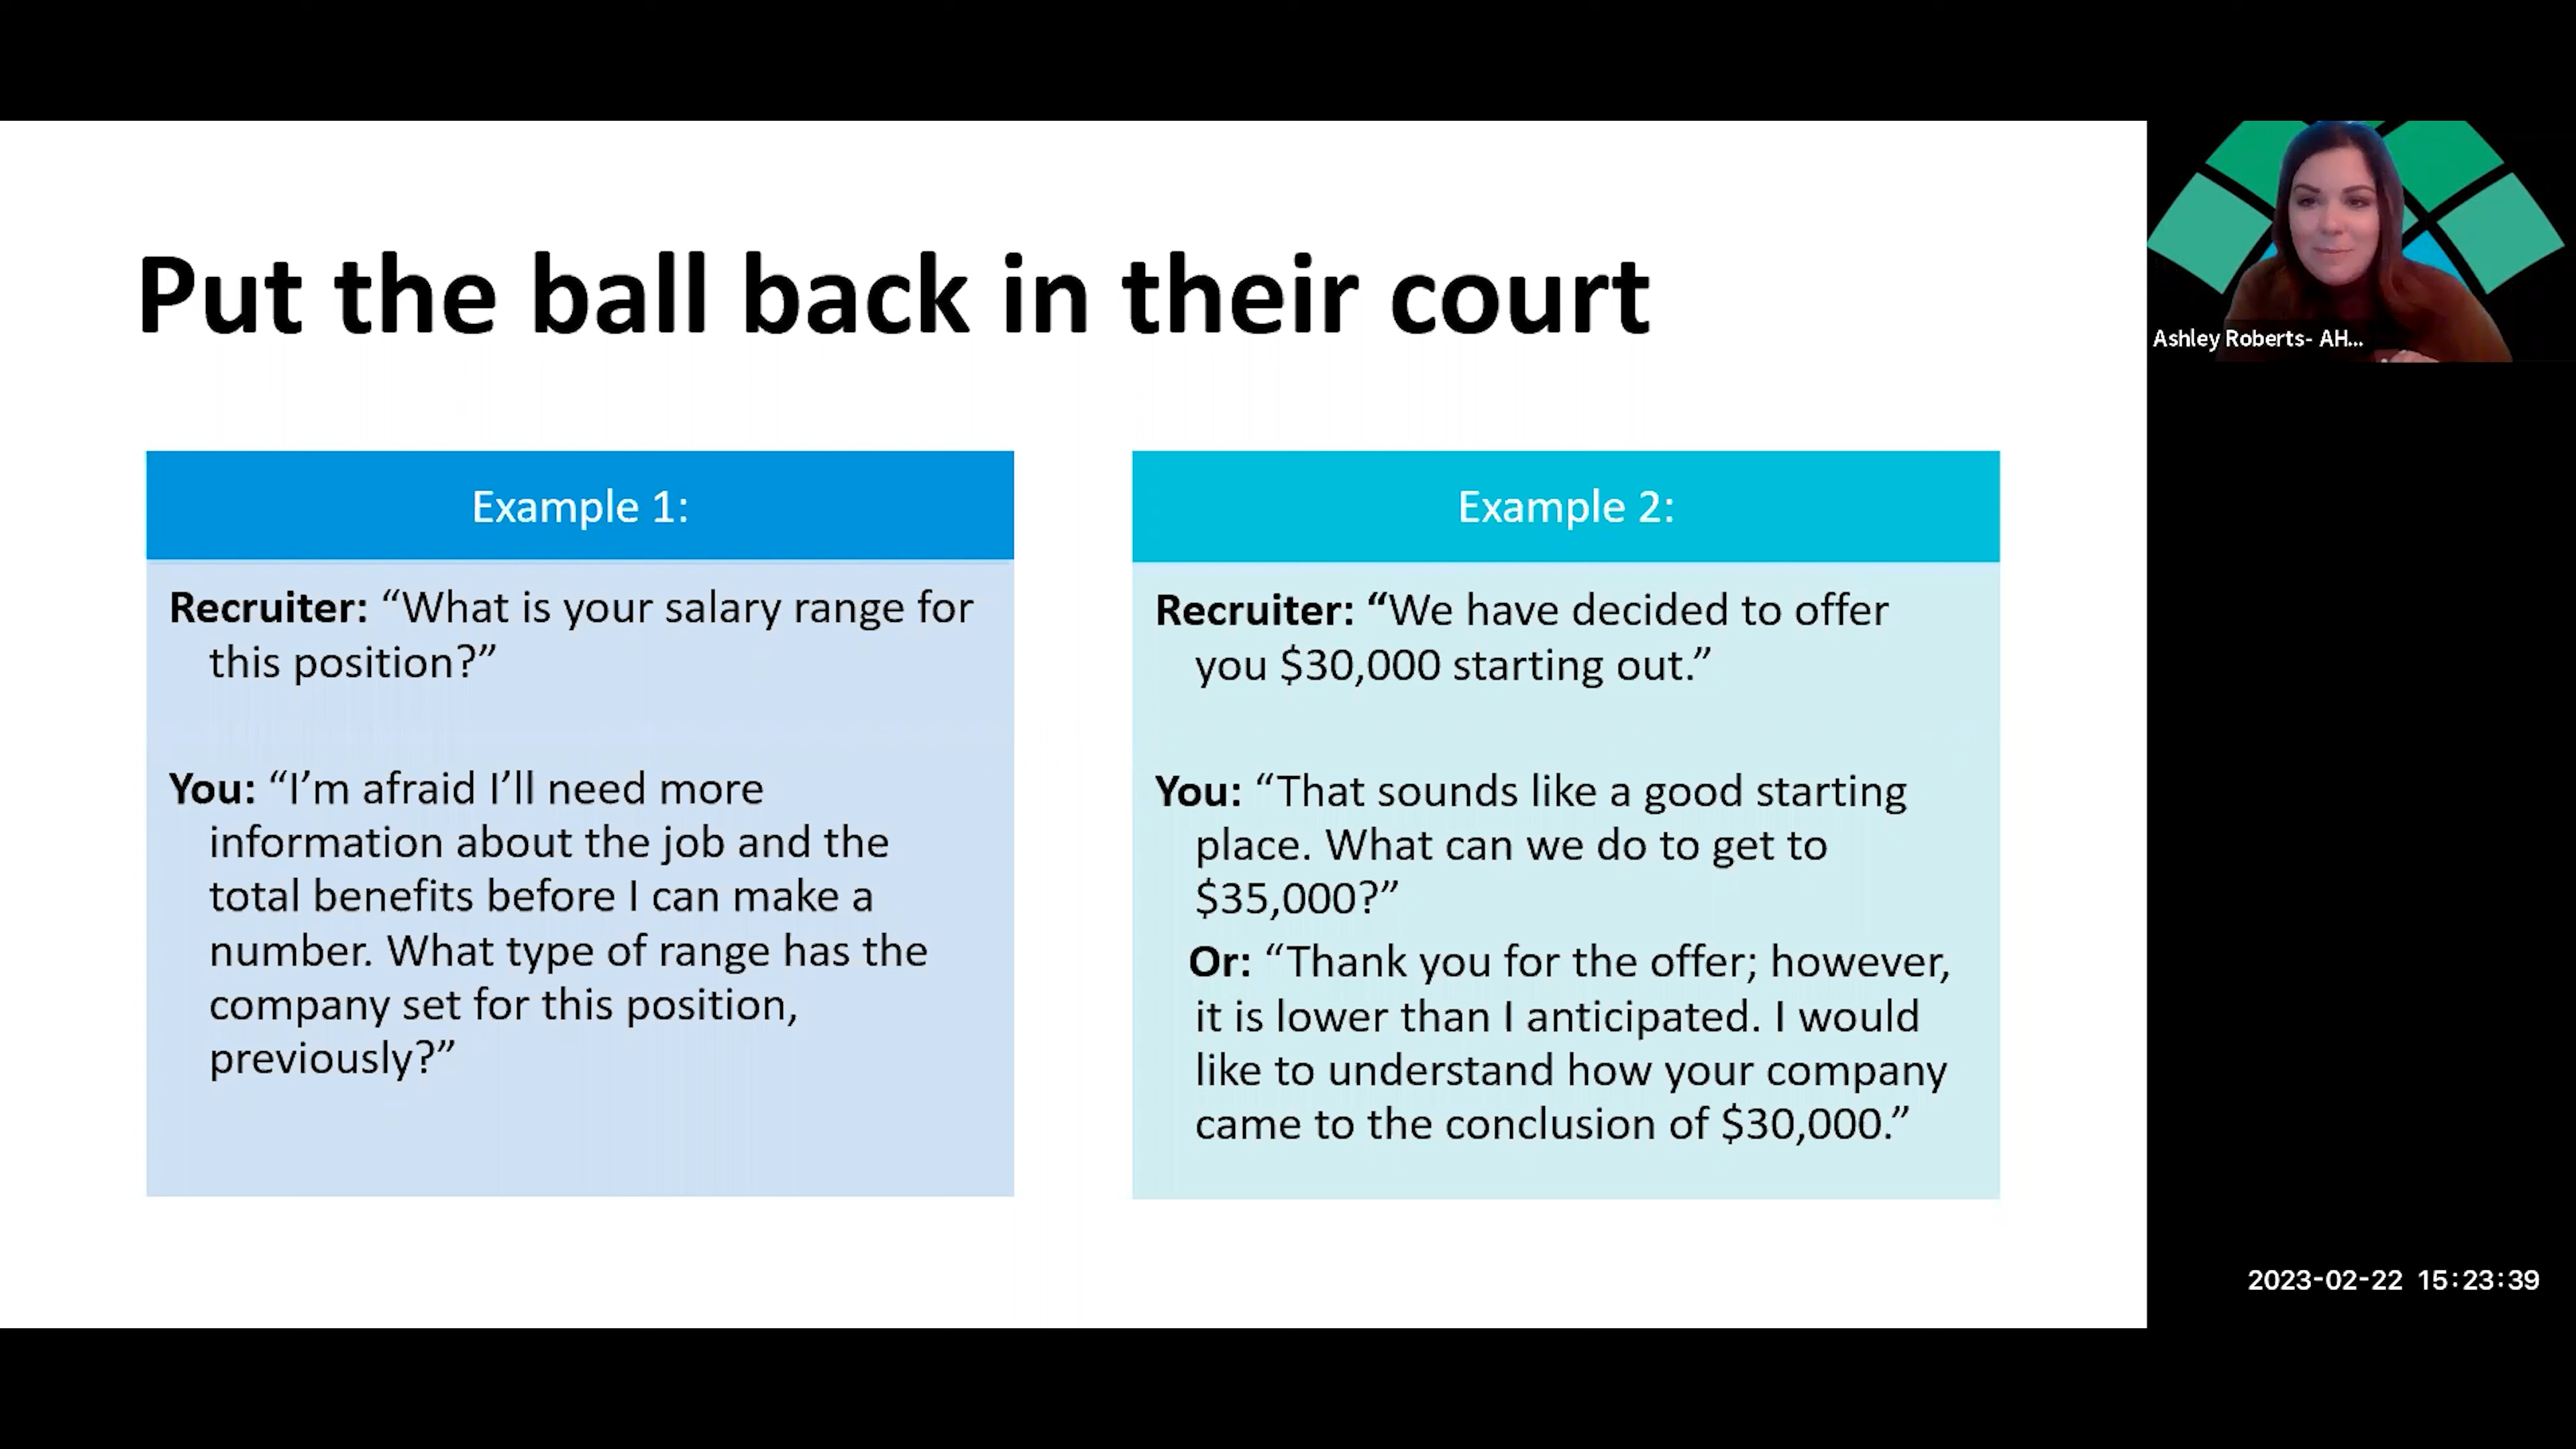 Put the ball back in their court
Example 1:
Recruiter: “What is your salary range for
this position?”
You: “I’m afraid I’ll need more
information about the job and the
total benefits before I can make a
number. What type of range has the
company set for this position,
previously?”
Example 2:
Recruiter: “We have decided to offer
you $30,000 starting out.”
You: “That sounds like a good starting
place. What can we do to get to
$35,000?”
Or: “Thank you for the offer; however,
it is lower than I anticipated. I would
like to understand how your company
came to the conclusion of $30,000.”
Ashley Roberts- AH...
2023-02-22 15:23:39